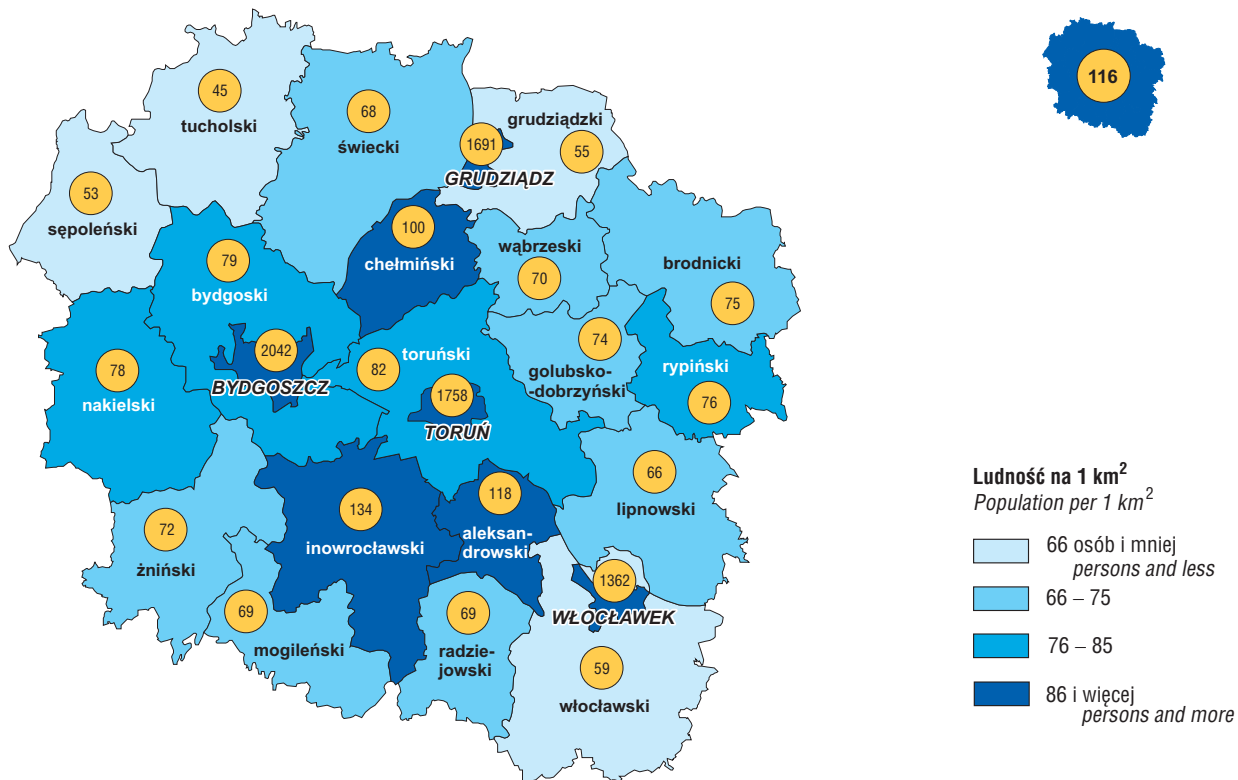 45
tucholski
68
świecki
grudziądzki
55
1691
GRUDZIĄDZ
53
sępoleński
100
chełmiński
wąbrzeski
70
brodnicki
75
79
bydgoski
2042
BYDGOSZCZ
78
nakielski
82
toruński
1758
TORUŃ
74
golubsko-
-dobrzyński
rypiński
76
66
lipnowski
72
żniński
134
inowrocławski
118
aleksan-
drowski
1362
WŁOCŁAWEK
69
mogileński
69
radzie-
jowski
59
włocławski
116
Ludność na 1 km²
Population per 1 km²
66 osób i mniej
persons and less
66 – 75
76 – 85
86 i więcej
persons and more